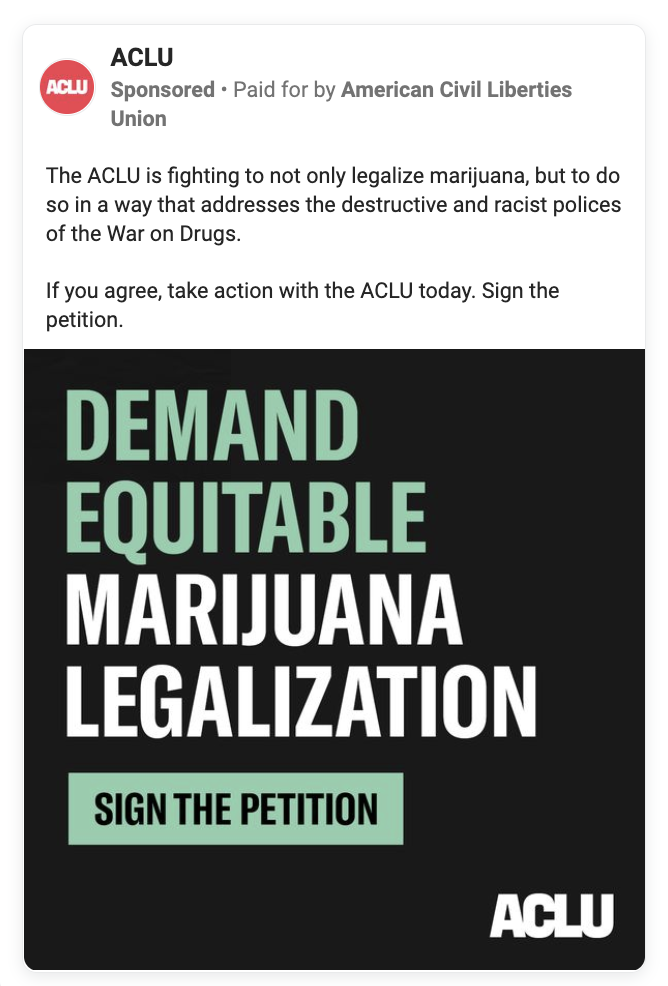 ACLU
ACLU
Sponsored • Paid for by American Civil Liberties
Union
The ACLU is fighting to not only legalize marijuana, but to do
so in a way that addresses the destructive and racist polices
of the War on Drugs.
If you agree, take action with the ACLU today. Sign the
petition.
DEMAND
EQUITABLE
MARIJUANA
LEGALIZATION
SIGN THE PETITION
ACLU